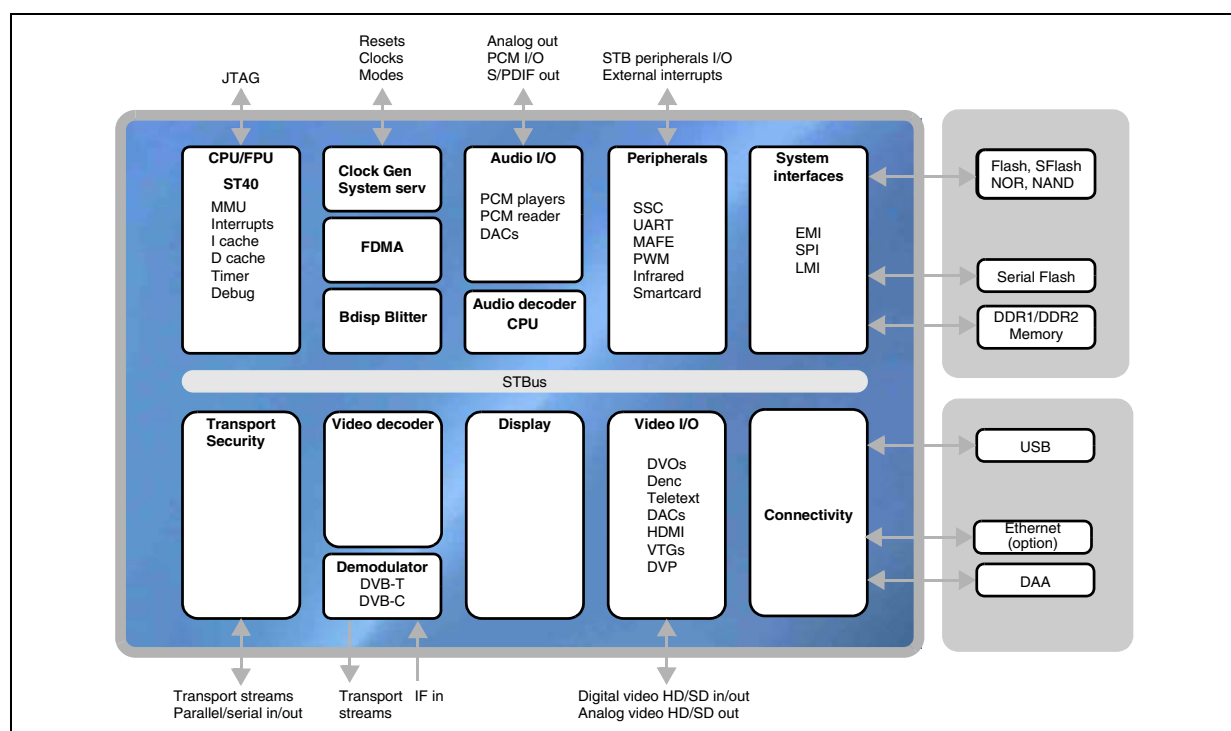 Resets
Clocks
Modes
Analog out
PCM I/O
S/PDIF out
STB peripherals I/O
External interrupts
JTAG
CPU/FPU
ST40
MMU
Interrupts
I cache
D cache
Timer
Debug
Clock Gen
System serv
FDMA
Bdisp Blitter
Audio I/O
PCM players
PCM reader
DACs
Audio decoder
CPU
Peripherals
SSC
UART
MAFE
PWM
Infrared
Smartcard
System
interfaces
EMI
SPI
LMI
Flash, SFlash
NOR, NAND
Serial Flash
DDR1/DDR2
Memory
STBus
Transport
Security
Video decoder
Demodulator
DVB-T
DVB-C
Display
Video I/O
DVOs
Denc
Teletext
DACs
HDMI
VTGs
DVP
Connectivity
USB
Ethernet
(option)
DAA
Transport streams
Parallel/serial in/out
Transport
streams
IF in
Digital video HD/SD in/out
Analog video HD/SD out